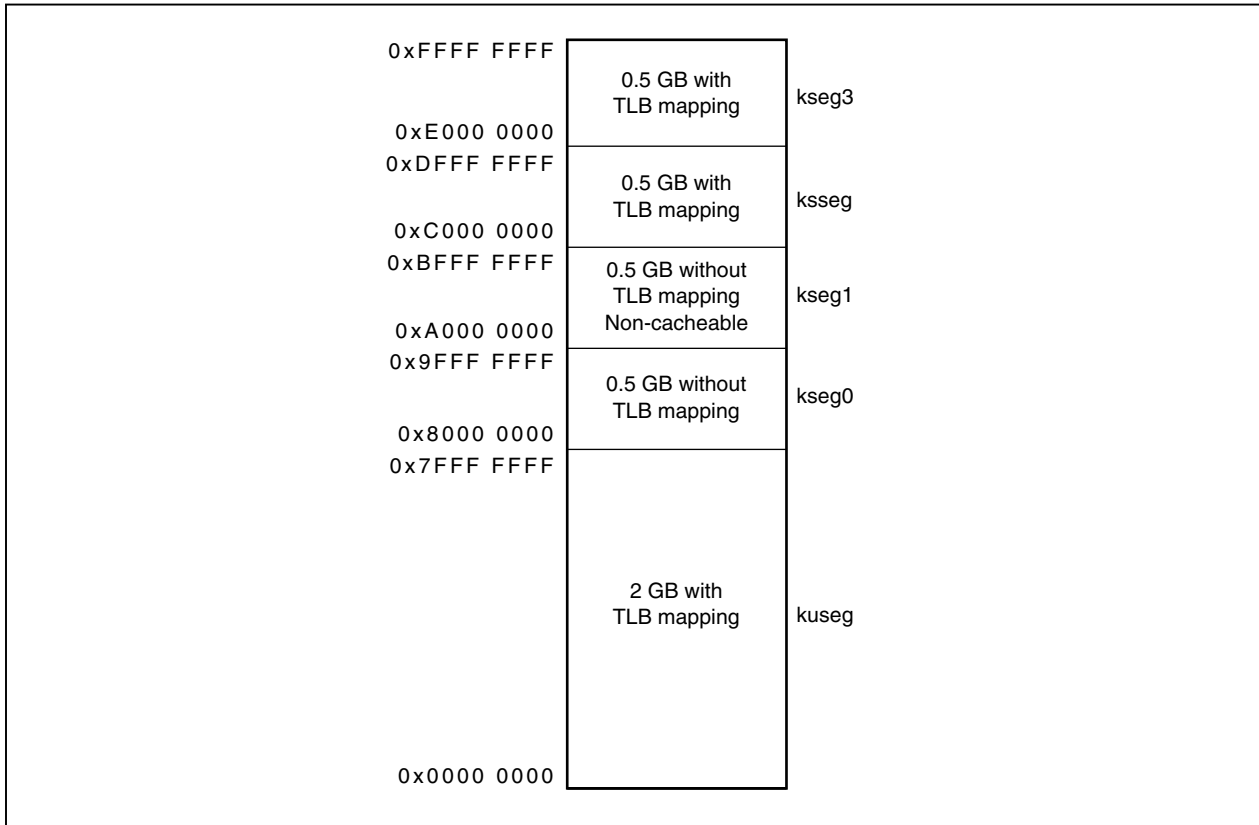 0xFFFF FFFF
0.5 GB with
TLB mapping
kseg3
0xE000 0000
0xDFFF FFFF
0.5 GB with
TLB mapping
ksseg
0xC000 0000
0xBFFF FFFF
0.5 GB without
TLB mapping
Non-cacheable
kseg1
0xA000 0000
0x9FFF FFFF
0.5 GB without
TLB mapping
kseg0
0x8000 0000
0x7FFF FFFF
2 GB with
TLB mapping
kuseg
0x0000 0000